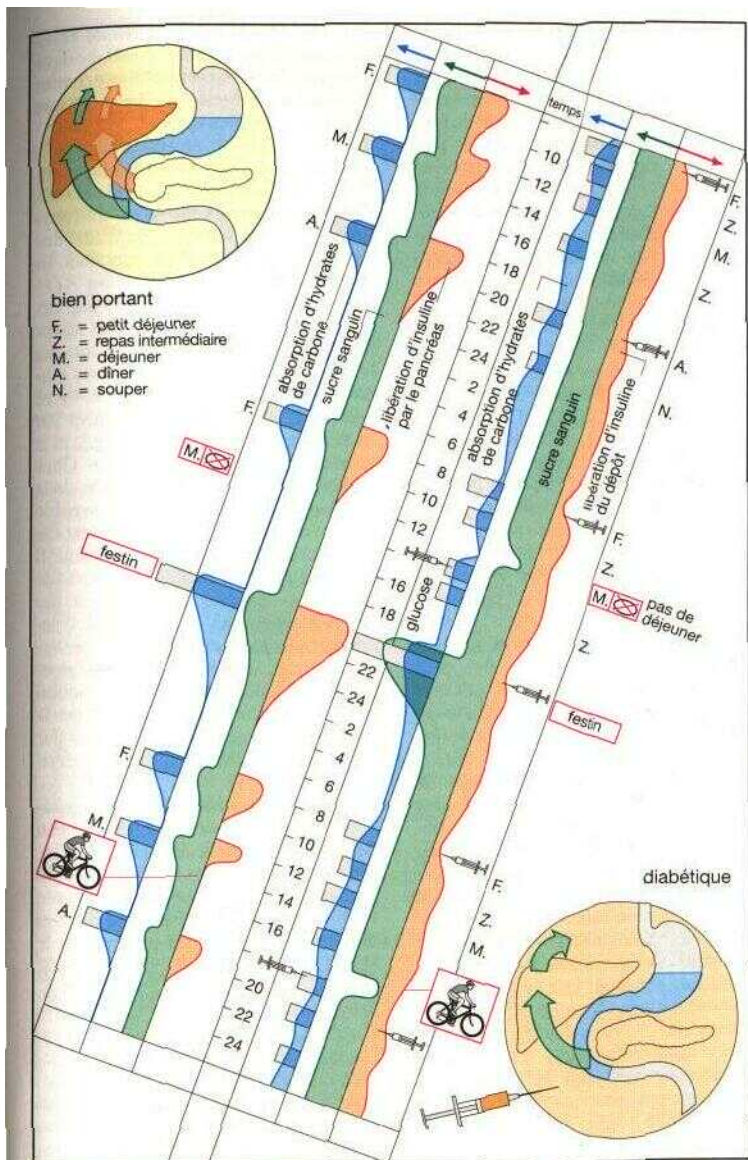 F.
M.
A.
temps
10
12
14
16
18
20
22
24
2
4
6
8
10
12
16
18
22
24
2
4
6
8
10
12
14
16
20
22
24
bien portant
F. = petit déjeuner
Z. = repas intermédiaire
M. = déjeuner
A. = dîner
N. = souper
absorption d'hydrates
de carbone
sucre sanguin
libération d'insuline
par le pancréas
F.
M.
festin
F.
M.
A.
absorption d'hydrates
de carbone
glucose
sucre sanguin
libération d'insuline
du dépôt
F.
Z.
M.
Z.
A.
N.
F.
Z.
M.
pas de
déjeuner
Z.
festin
F.
Z.
M.
diabétique